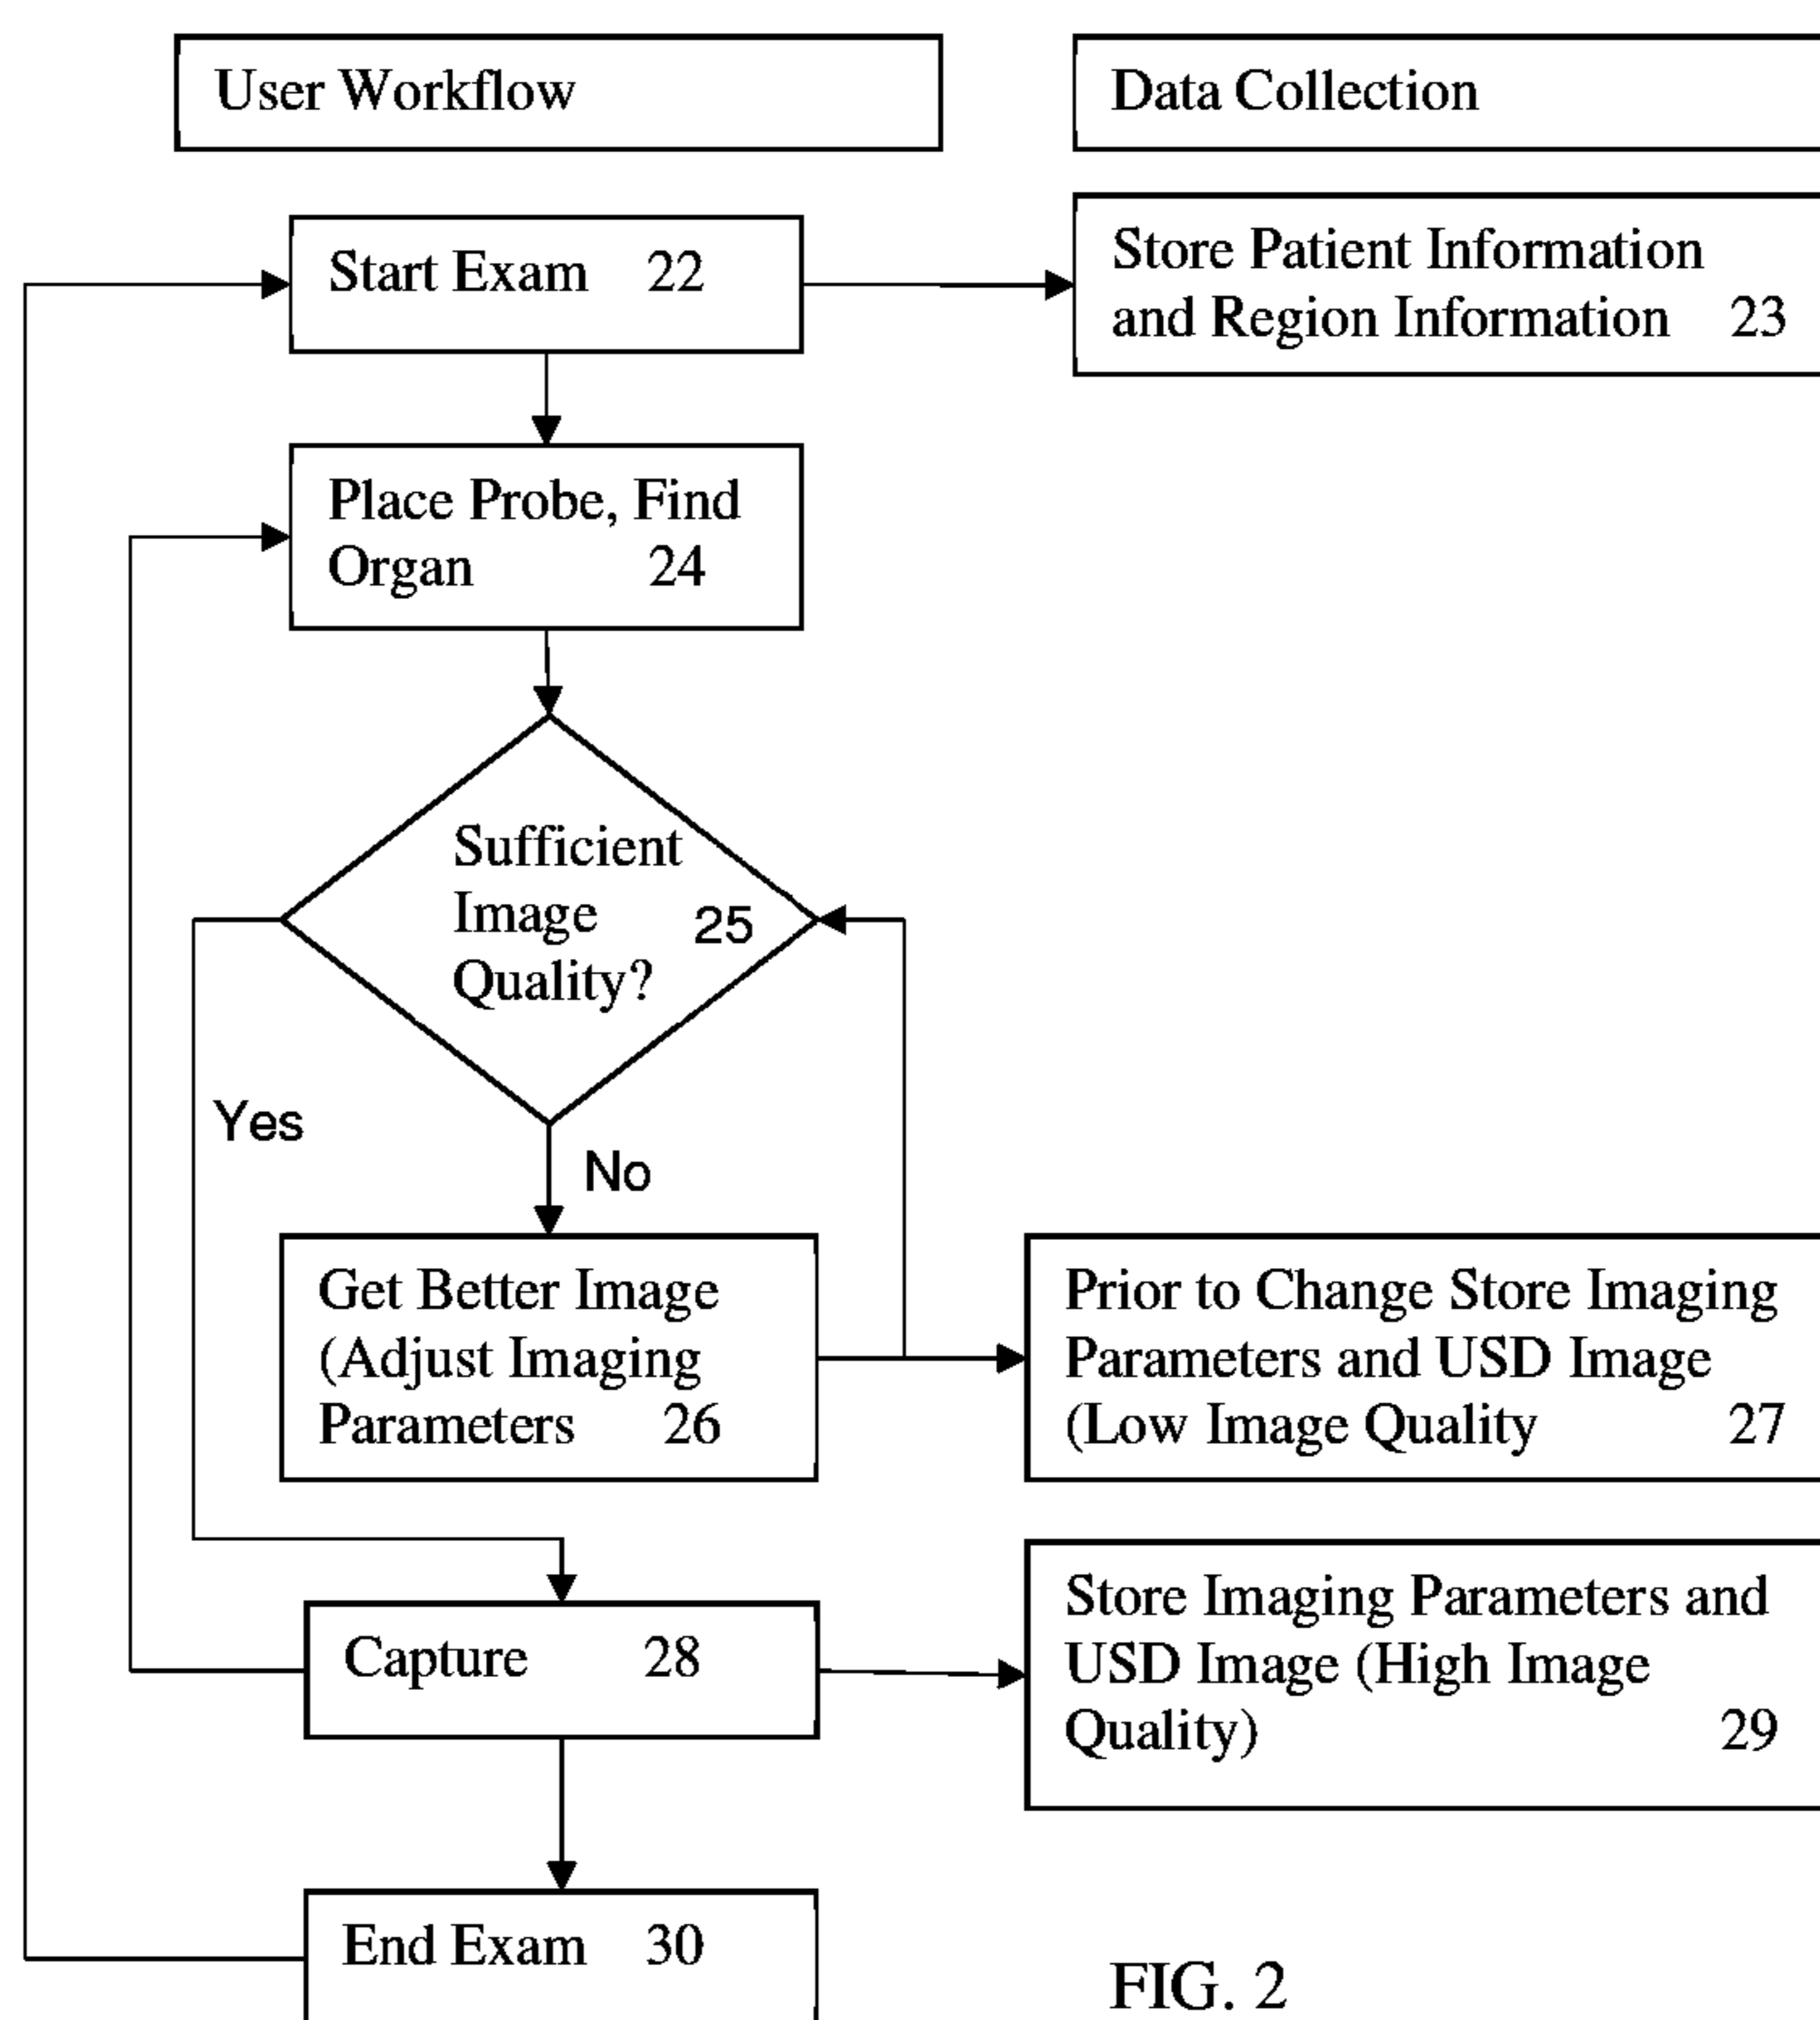 User Workflow
Data Collection
Start Exam 22
Store Patient Information
and Region Information 23
Place Probe, Find
Organ 24
Sufficient
Image 25
Quality?
Yes
No
Get Better Image
(Adjust Imaging
Parameters 26
Prior to Change Store Imaging
Parameters and USD Image
(Low Image Quality 27
Capture 28
Store Imaging Parameters and
USD Image (High Image
Quality) 29
End Exam 30
FIG. 2